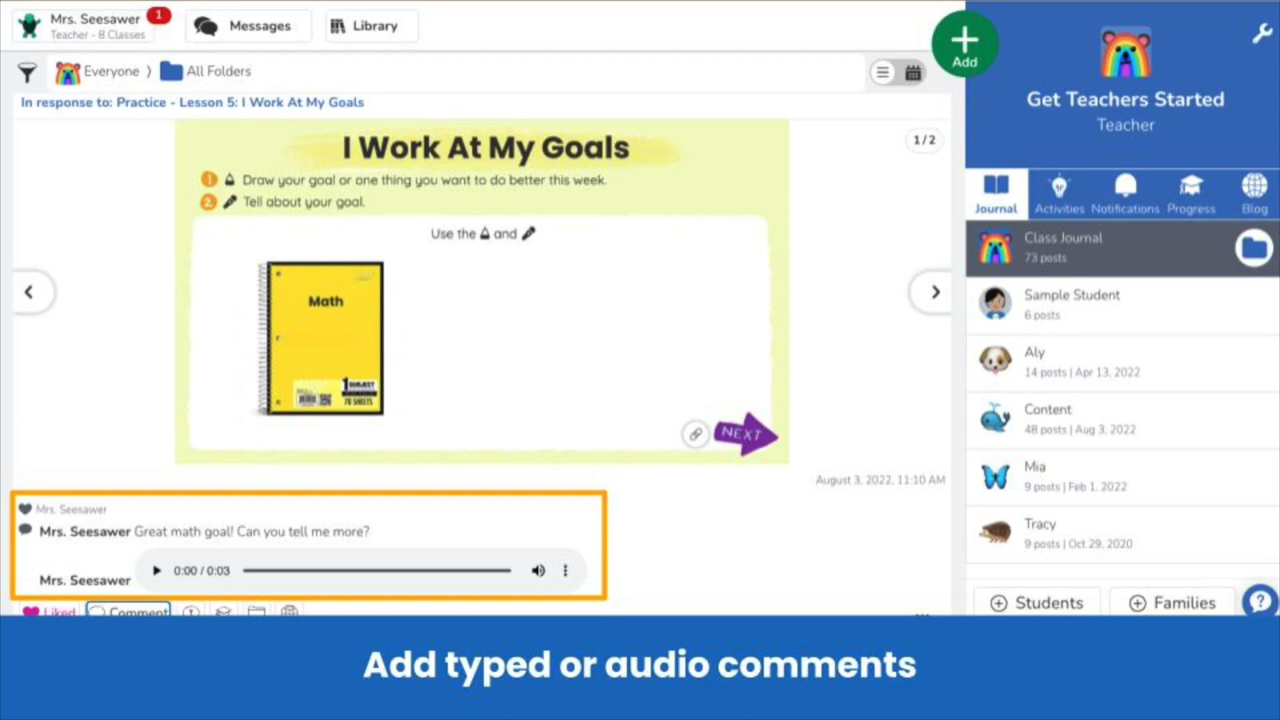 Mrs. Seesawer
1
Teacher - 8 Classes
Messages
Library
Add
Everyone
All Folders
In response to: Practice - Lesson 5: I Work At My Goals
I Work At My Goals
1/2
1 Draw your goal or one thing you want to do better this week.
2. Tell about your goal.
Use the and
Math
1 SUBJECT
70 SHEETS
NEXT
August 3, 2022, 11:10 AM
Mrs. Seesawer
Mrs. Seesawer Great math goal! Can you tell me more?
Mrs. Seesawer
0:00 / 0:03
Liked
Comment
Get Teachers Started
Teacher
Journal
Activities
Notifications
Progress
Blog
Class Journal
73 posts
Sample Student
6 posts
Aly
14 posts | Apr 13, 2022
Content
48 posts | Aug 3, 2022
Mia
9 posts | Feb 1, 2022
Tracy
9 posts | Oct 29, 2020
Students
Families
?
Add typed or audio comments